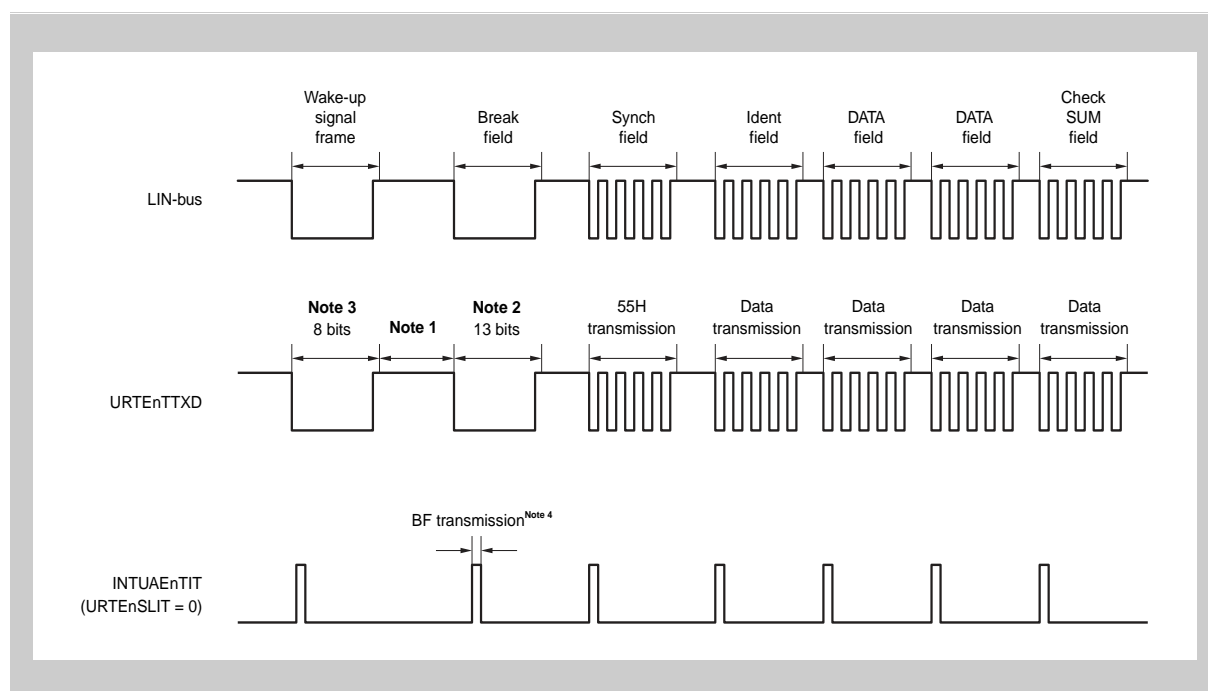 Wake-up
signal
frame
Break
field
Synch
field
Ident
field
DATA
field
DATA
field
Check
SUM
field
LIN-bus
Note 3
8 bits
Note 1
Note 2
13 bits
55H
transmission
Data
transmission
Data
transmission
Data
transmission
Data
transmission
URTEnTTXD
BF transmission Note 4
INTUAEnTIT
(URTEnSLIT = 0)